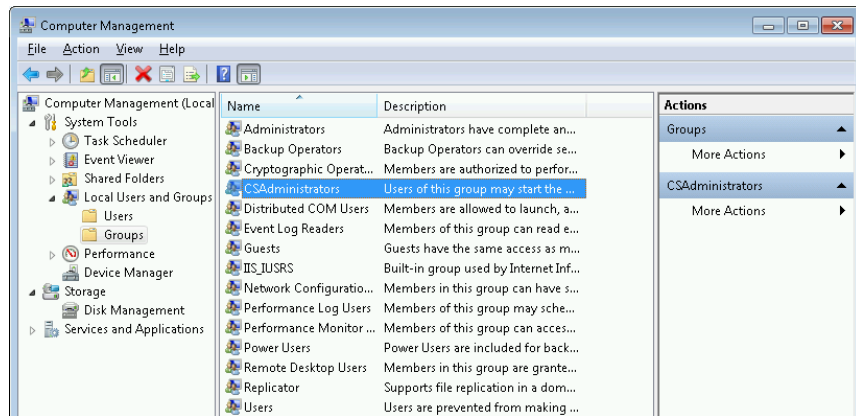 Computer Management
File Action View Help
Computer Management (Local
System Tools
Task Scheduler
Event Viewer
Shared Folders
Local Users and Groups
Users
Groups
Performance
Device Manager
Storage
Disk Management
Services and Applications
Name Description
Administrators Administrators have complete an...
Backup Operators Backup Operators can override se...
Cryptographic Operat... Members are authorized to perfor...
CSAdministrators Users of this group may start the ...
Distributed COM Users Members are allowed to launch, a...
Event Log Readers Members of this group can read e...
Guests Guests have the same access as m...
IIS_IUSRS Built-in group used by Internet Inf...
Network Configuratio... Members in this group can have s...
Performance Log Users Members of this group may sche...
Performance Monitor ... Members of this group can acces...
Power Users Power Users are included for back...
Remote Desktop Users Members in this group are grante...
Replicator Supports file replication in a dom...
Users Users are prevented from making ...
Actions
Groups
More Actions
CSAdministrators
More Actions